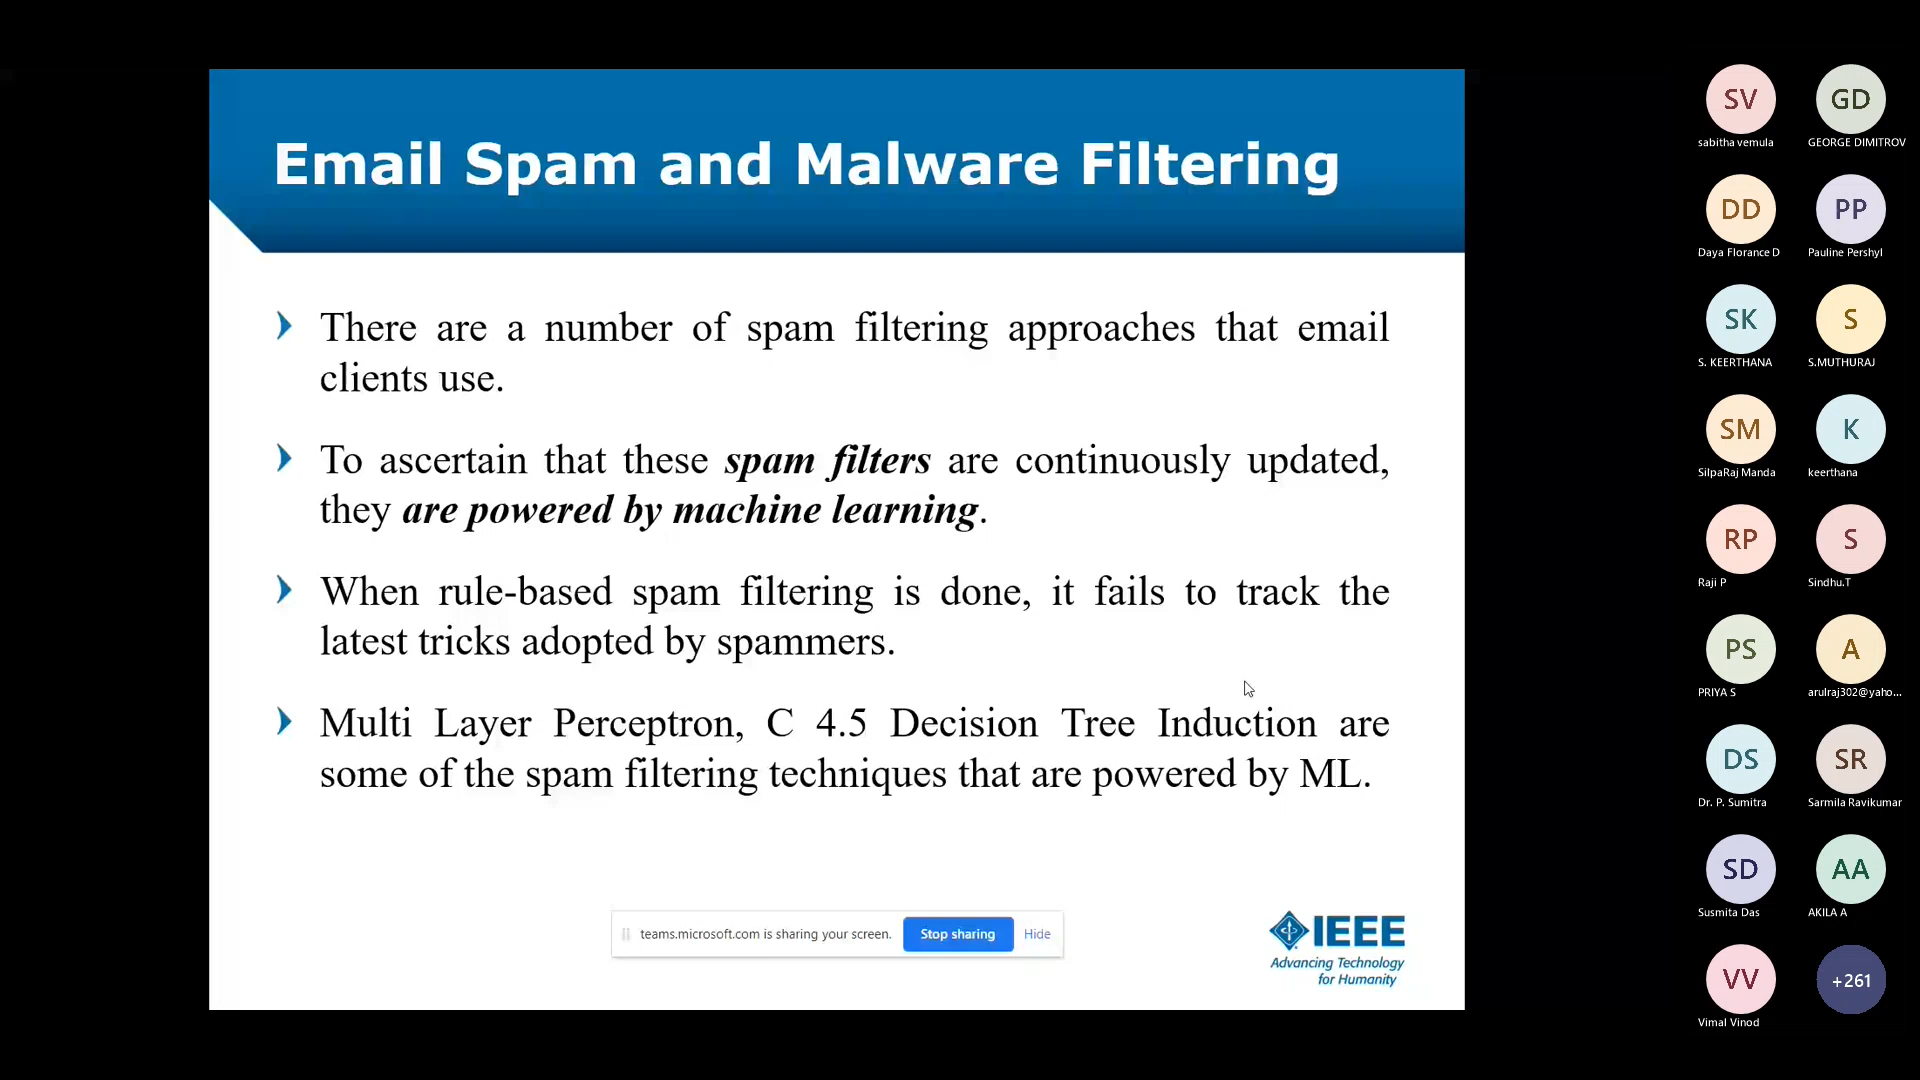 Email Spam and Malware Filtering
There are a number of spam filtering approaches that email
clients use.
To ascertain that these spam filters are continuously updated,
they are powered by machine learning.
When rule-based spam filtering is done, it fails to track the
latest tricks adopted by spammers.
Multi Layer Perceptron, C 4.5 Decision Tree Induction are
some of the spam filtering techniques that are powered by ML.
teams.microsoft.com is sharing your screen.
Stop sharing
Hide
IEEE
Advancing Technology
for Humanity
SV
sabitha vemula
GD
GEORGE DIMITROV
DD
Daya Florance D
PP
Pauline Pershyl
SK
S. KEERTHANA
S
S.MUTHURAJ
SM
SilpaRaj Manda
K
keerthana
RP
Raji P
S
Sindhu.T
PS
PRIYA S
A
arulraj302@yaho...
DS
Dr. P. Sumitra
SR
Sarmila Ravikumar
SD
Susmita Das
AA
AKILA A
VV
Vimal Vinod
+261